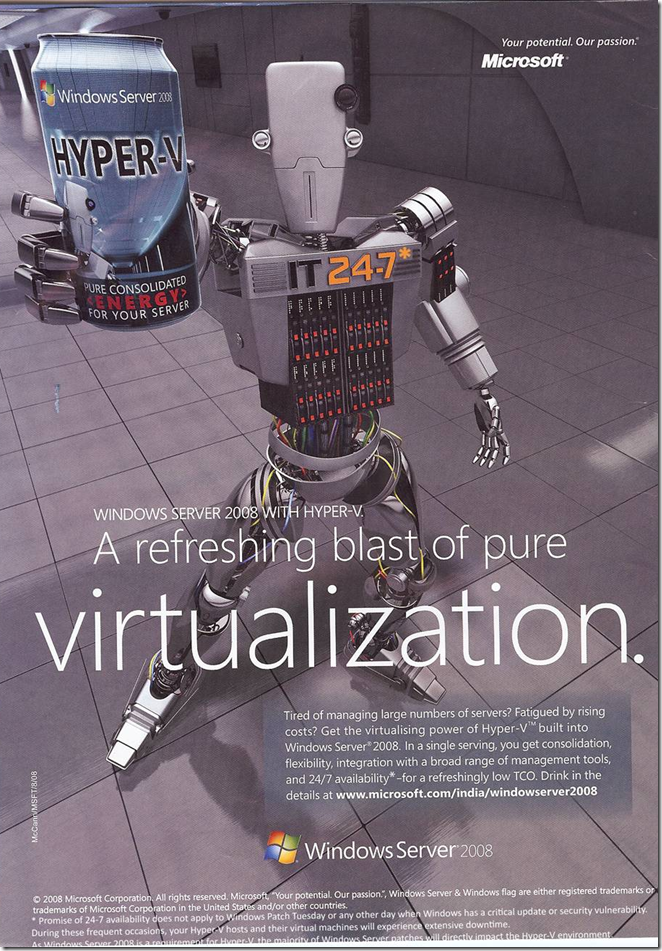 Your potential. Our passion.™
Microsoft®
Windows Server 2008
HYPER-V
PURE CONSOLIDATED
<ENERGY>
FOR YOUR SERVER
IT 24-7*
WINDOWS SERVER 2008 WITH HYPER-V.
A refreshing blast of pure
virtualization.
Tired of managing large numbers of servers? Fatigued by rising
costs? Get the virtualising power of Hyper-V™ built into
Windows Server® 2008. In a single serving, you get consolidation,
flexibility, integration with a broad range of management tools,
and 24/7 availability*–for a refreshingly low TCO. Drink in the
details at www.microsoft.com/india/windowserver2008
McCann/MSFT/8/08
Windows Server® 2008
© 2008 Microsoft Corporation. All rights reserved. Microsoft, "Your potential. Our passion.", Windows Server & Windows flag are either registered trademarks or
trademarks of Microsoft Corporation in the United States and/or other countries.
* Promise of 24-7 availability does not apply to Windows Patch Tuesday or any other day when Windows has a critical update or security vulnerability.
During these frequent occasions, your Hyper-V hosts and their virtual machines will experience extensive downtime.
As Windows Server 2008 is a requirement for Hyper-V, the majority of Windows Server patches will directly impact the Hyper-V environment.